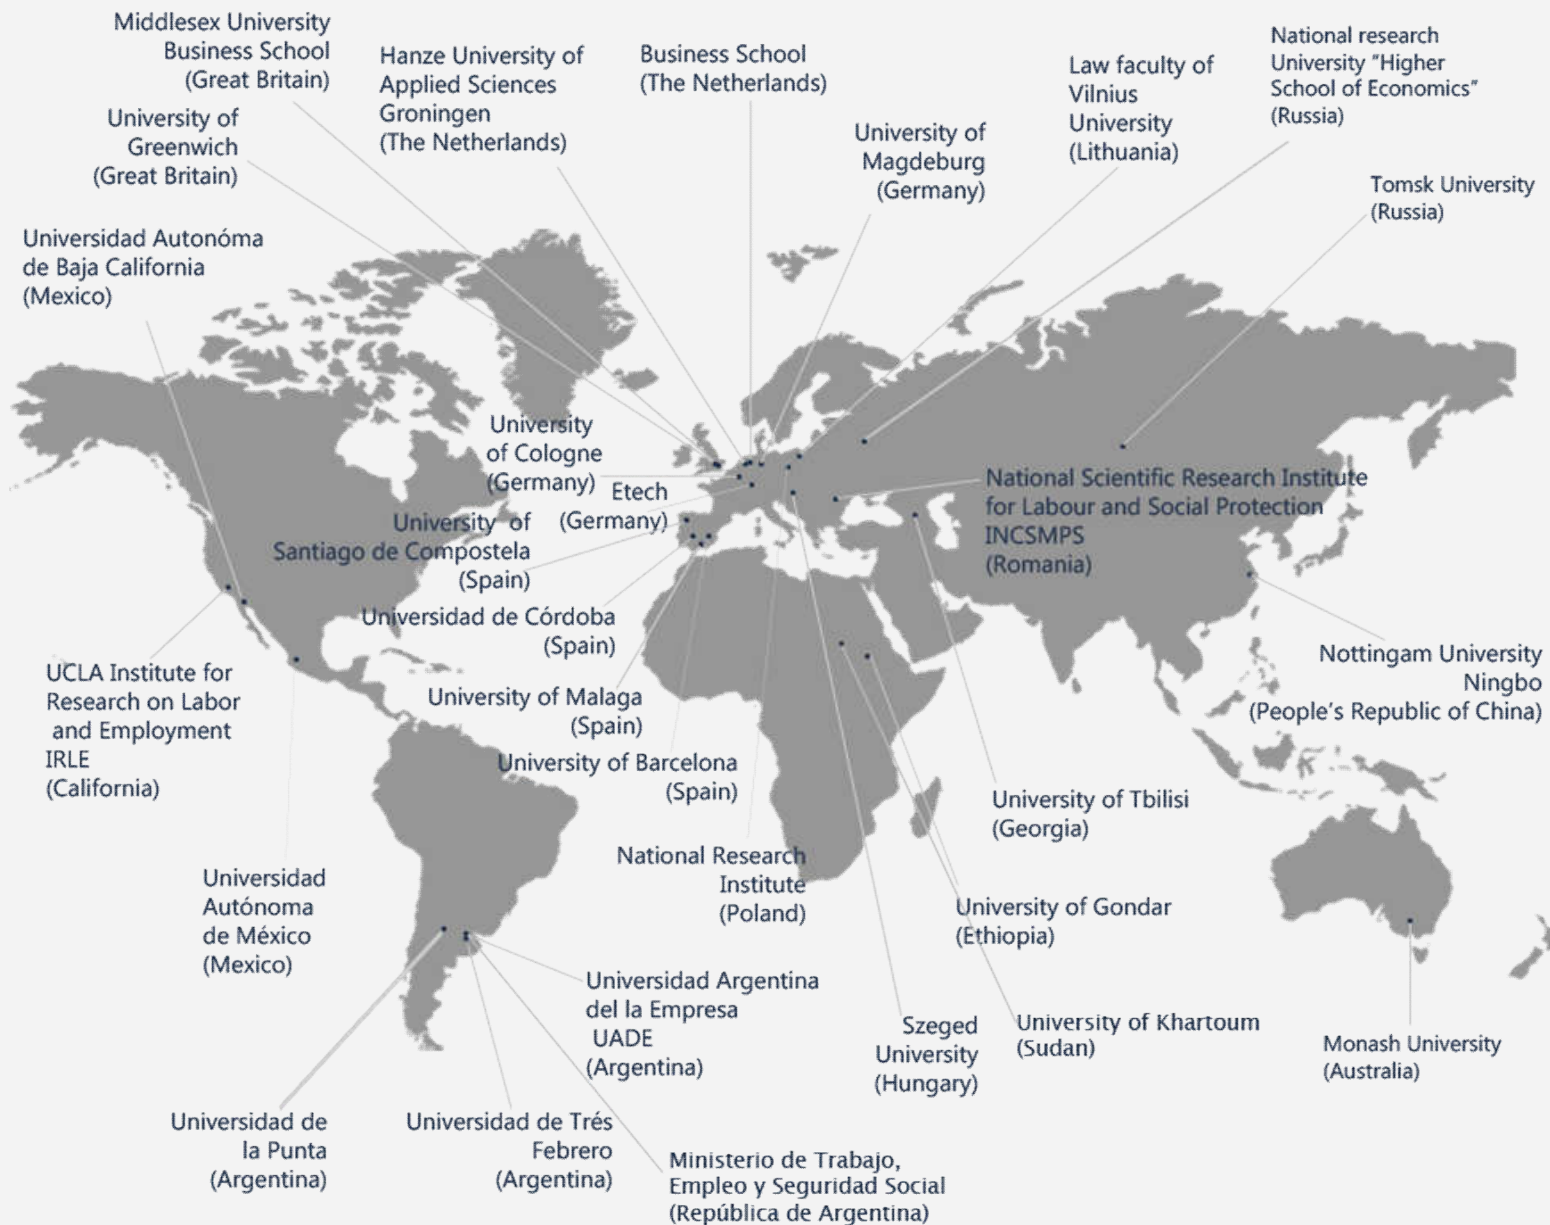 Middlesex University
Business School
(Great Britain)
Hanze University of
Applied Sciences
Groningen
(The Netherlands)
Business School
(The Netherlands)
National research
University "Higher
School of Economics"
(Russia)
Law faculty of
Vilnius
University
(Lithuania)
University of
Greenwich
(Great Britain)
University of
Magdeburg
(Germany)
Tomsk University
(Russia)
Universidad Autonóma
de Baja California
(Mexico)
University
of Cologne
(Germany)
Etech
(Germany)
National Scientific Research Institute
for Labour and Social Protection
INCSMPS
(Romania)
University of
Santiago de Compostela
(Spain)
Universidad de Córdoba
(Spain)
UCLA Institute for
Research on Labor
and Employment
IRLE
(California)
University of Malaga
(Spain)
Nottingam University
Ningbo
(People's Republic of China)
University of Barcelona
(Spain)
University of Tbilisi
(Georgia)
National Research
Institute
(Poland)
Universidad
Autónoma
de México
(Mexico)
University of Gondar
(Ethiopia)
Universidad Argentina
del la Empresa
UADE
(Argentina)
Szeged
University
(Hungary)
University of Khartoum
(Sudan)
Monash University
(Australia)
Universidad de
la Punta
(Argentina)
Universidad de Trés
Febrero
(Argentina)
Ministerio de Trabajo,
Empleo y Seguridad Social
(República de Argentina)